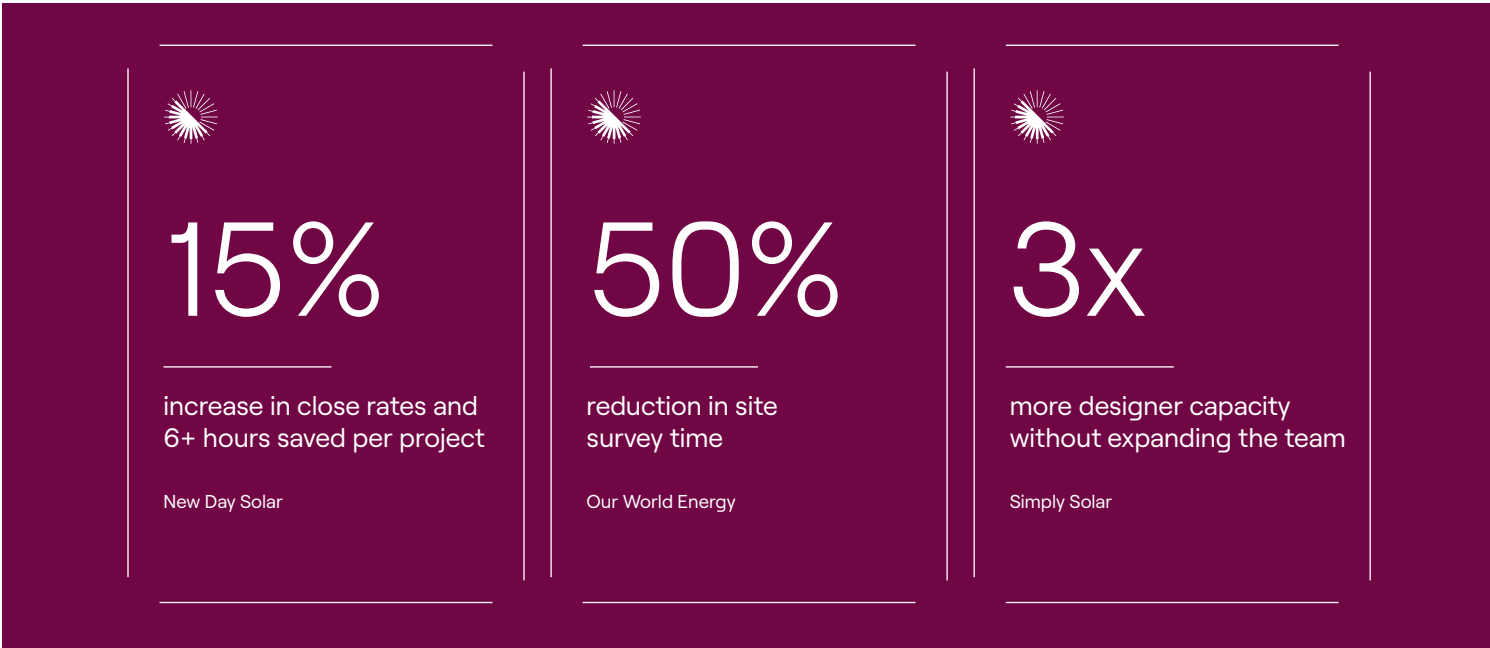 15%
increase in close rates and
6+ hours saved per project
New Day Solar
50%
reduction in site
survey time
Our World Energy
3x
more designer capacity
without expanding the team
Simply Solar